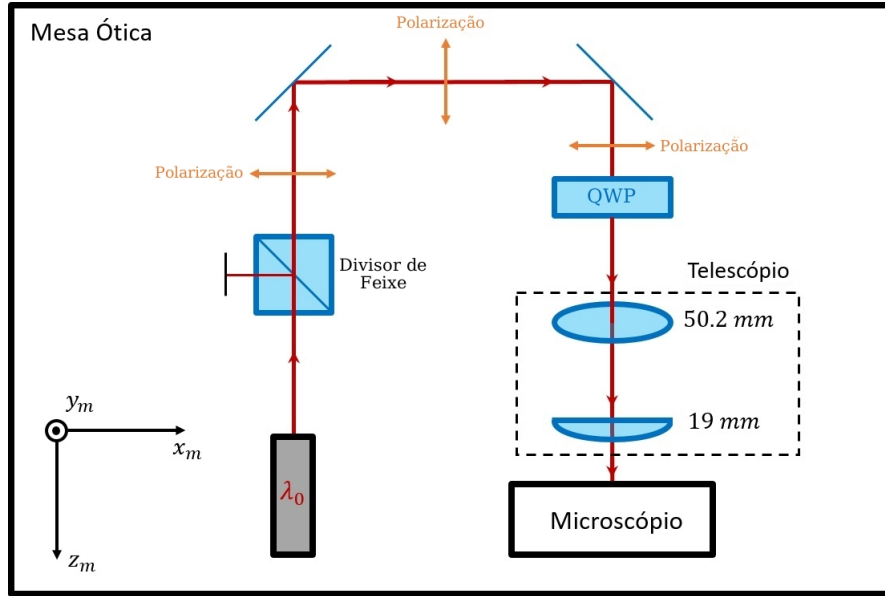 Mesa Ótica
Polarização
Polarização
Polarização
QWP
Divisor de
Feixe
Telescópio
50.2 mm
19 mm
y_m
x_m
z_m
λ_0
Microscópio